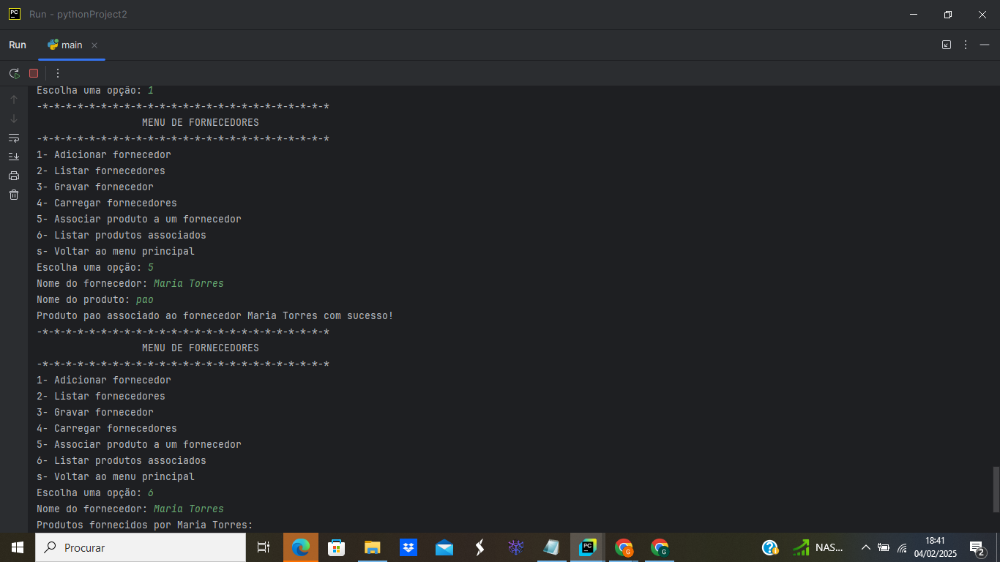 Run - pythonProject2
Run
main
Escolha uma opção: 1
-*-*-*-*-*-*-*-*-*-*-*-*-*-*-*-*-*-*-*-*-*-*-*-*-*
MENU DE FORNECEDORES
-*-*-*-*-*-*-*-*-*-*-*-*-*-*-*-*-*-*-*-*-*-*-*-*-*
1- Adicionar fornecedor
2- Listar fornecedores
3- Gravar fornecedor
4- Carregar fornecedores
5- Associar produto a um fornecedor
6- Listar produtos associados
s- Voltar ao menu principal
Escolha uma opção: 5
Nome do fornecedor: Maria Torres
Nome do produto: pao
Produto pao associado ao fornecedor Maria Torres com sucesso!
-*-*-*-*-*-*-*-*-*-*-*-*-*-*-*-*-*-*-*-*-*-*-*-*-*
MENU DE FORNECEDORES
-*-*-*-*-*-*-*-*-*-*-*-*-*-*-*-*-*-*-*-*-*-*-*-*-*
1- Adicionar fornecedor
2- Listar fornecedores
3- Gravar fornecedor
4- Carregar fornecedores
5- Associar produto a um fornecedor
6- Listar produtos associados
s- Voltar ao menu principal
Escolha uma opção: 6
Nome do fornecedor: Maria Torres
Produtos fornecidos por Maria Torres:
Procurar
NAS...
18:41
04/02/2025
2